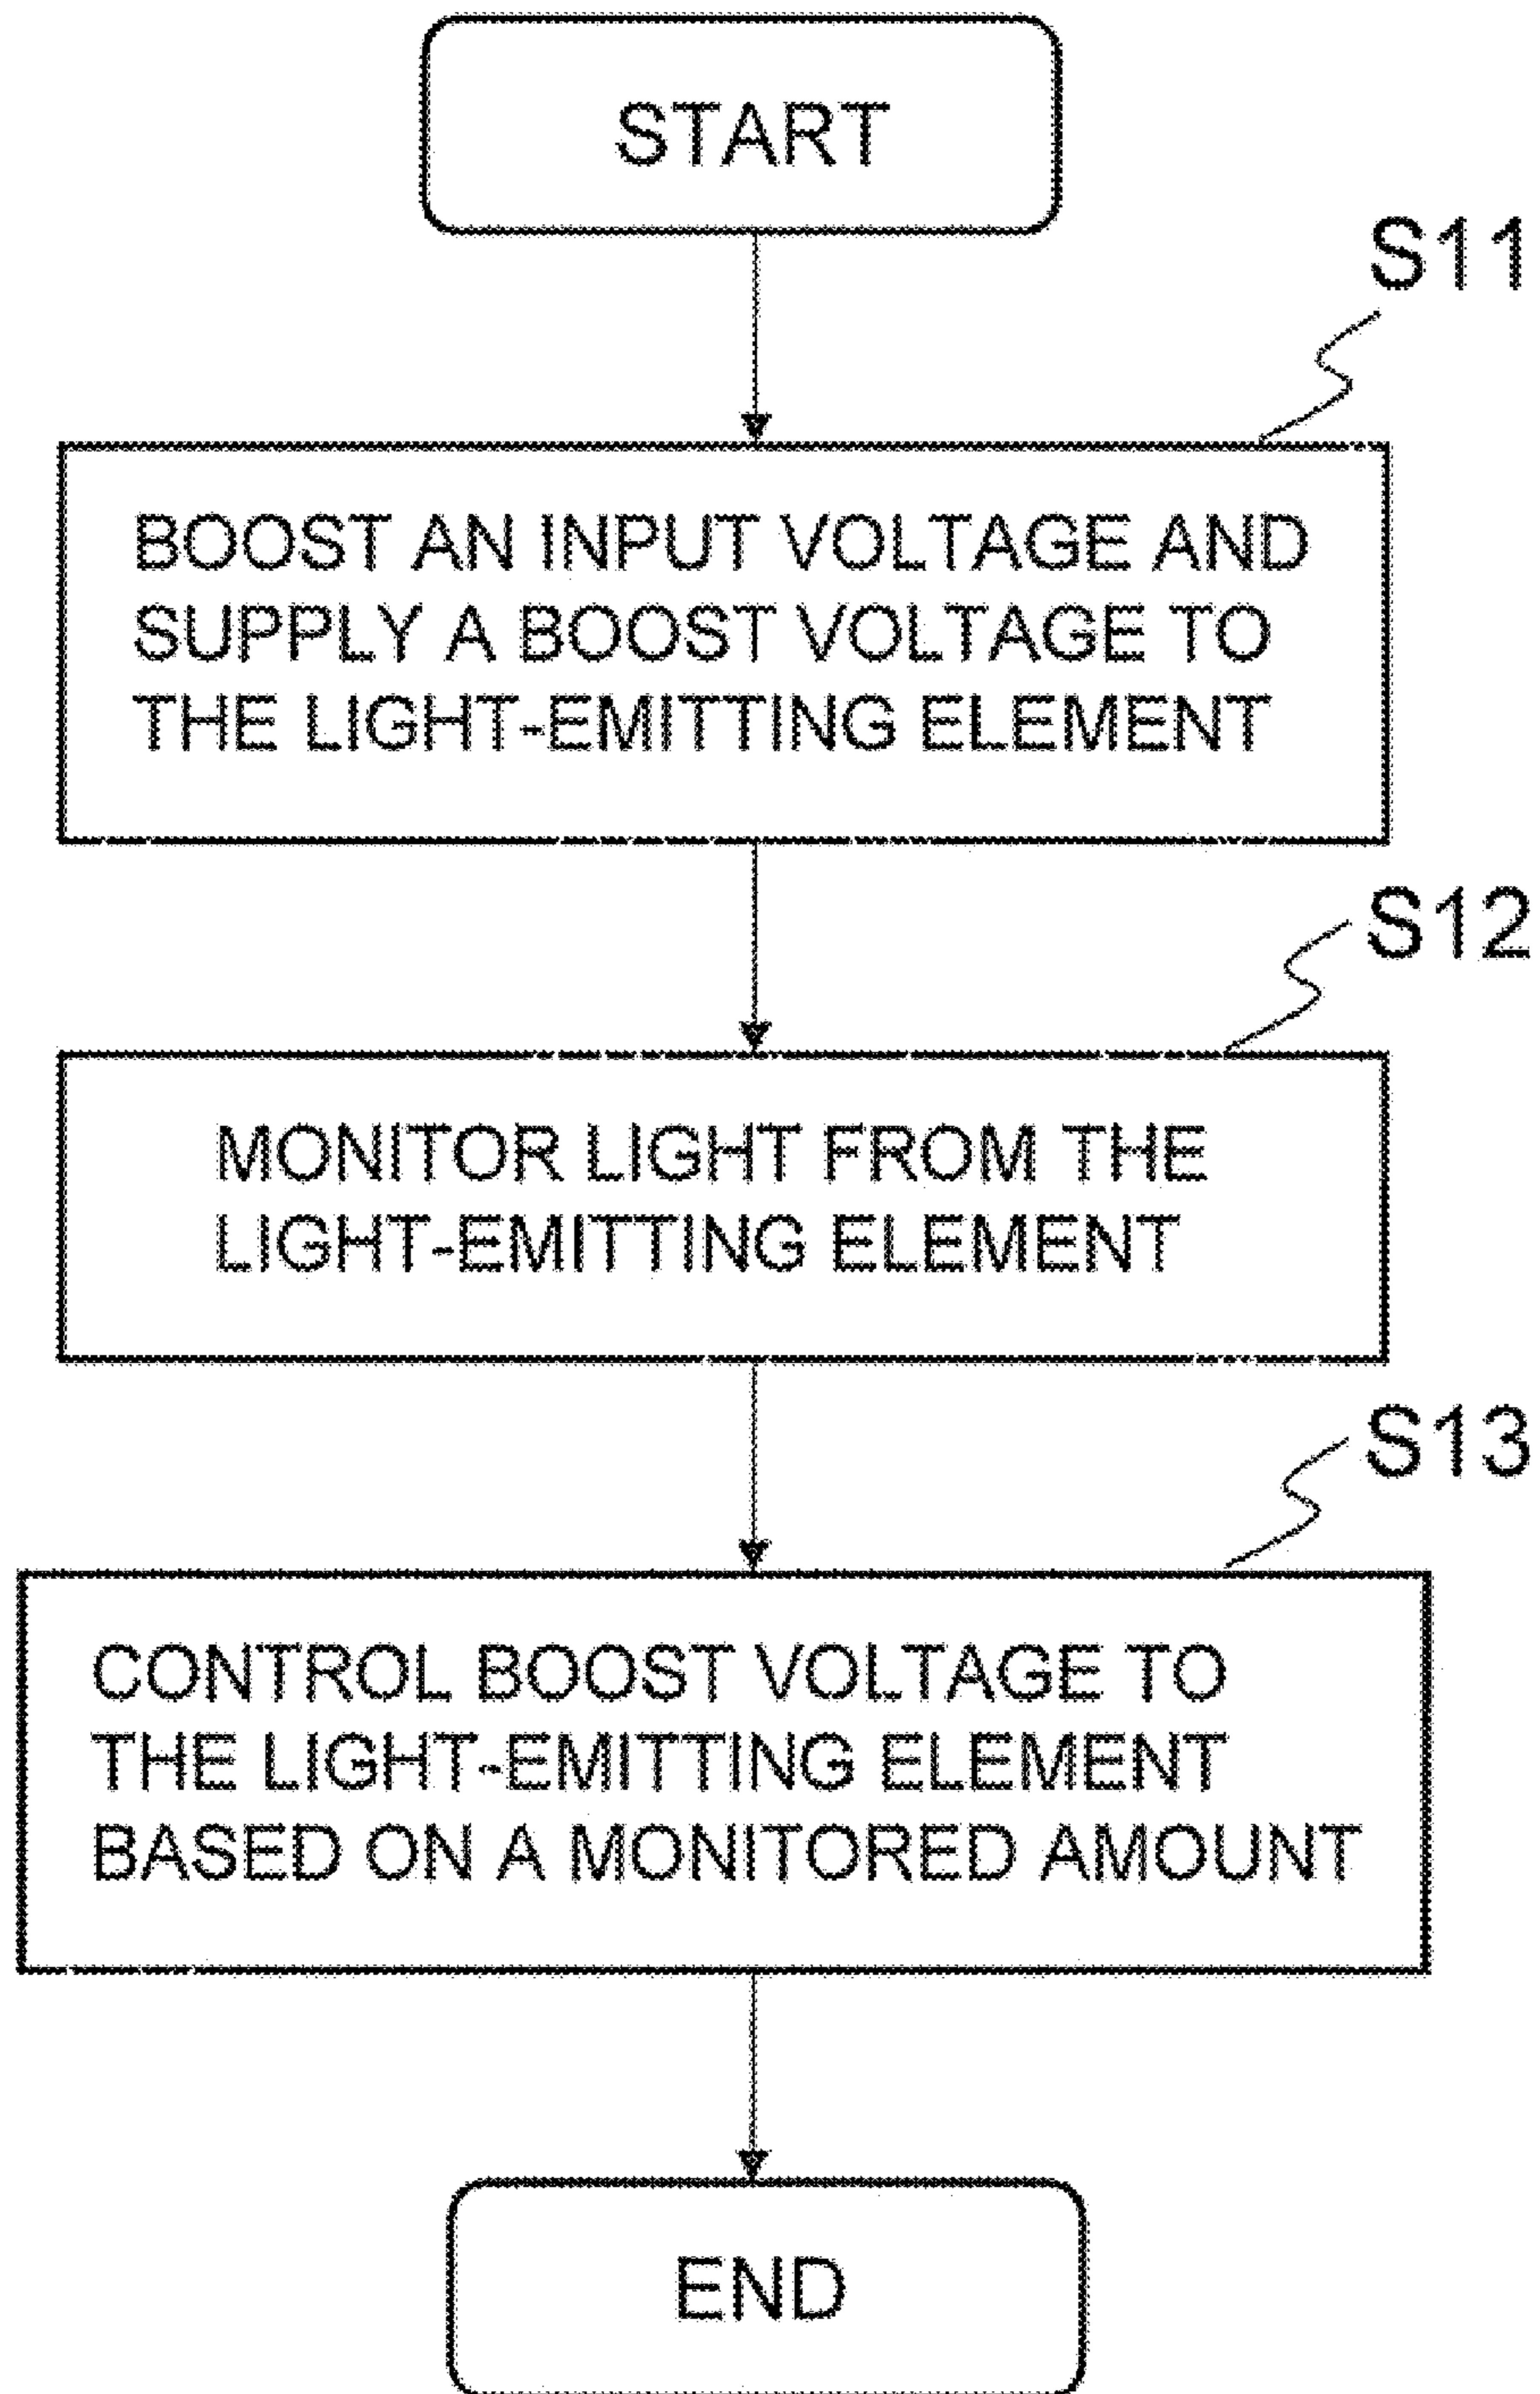 START
S11
BOOST AN INPUT VOLTAGE AND
SUPPLY A BOOST VOLTAGE TO
THE LIGHT-EMITTING ELEMENT
S12
MONITOR LIGHT FROM THE
LIGHT-EMITTING ELEMENT
S13
CONTROL BOOST VOLTAGE TO
THE LIGHT-EMITTING ELEMENT
BASED ON A MONITORED AMOUNT
END